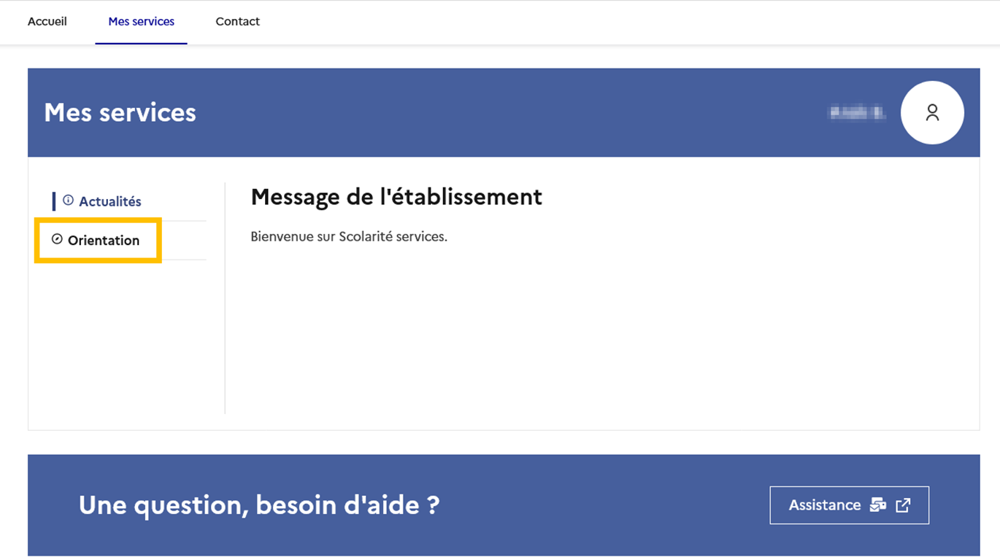 Accueil
Mes services
Contact
Mes services
Actualités
Orientation
Message de l'établissement
Bienvenue sur Scolarité services.
Une question, besoin d'aide ?
Assistance